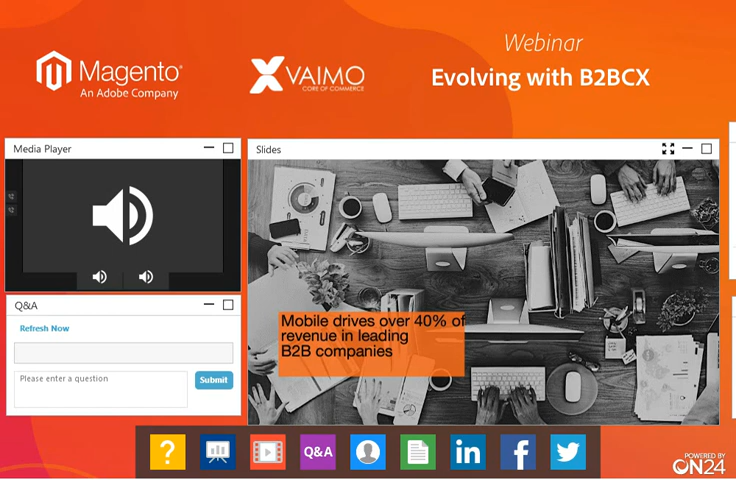 Webinar
Magento®
An Adobe Company
VAIMO
CORE OF COMMERCE
Evolving with B2BCX
Media Player
Slides
Mobile drives over 40% of
revenue in leading
B2B companies
Q&A
Refresh Now
Please enter a question
Submit
?
Q&A
in
f
POWERED BY
ON24